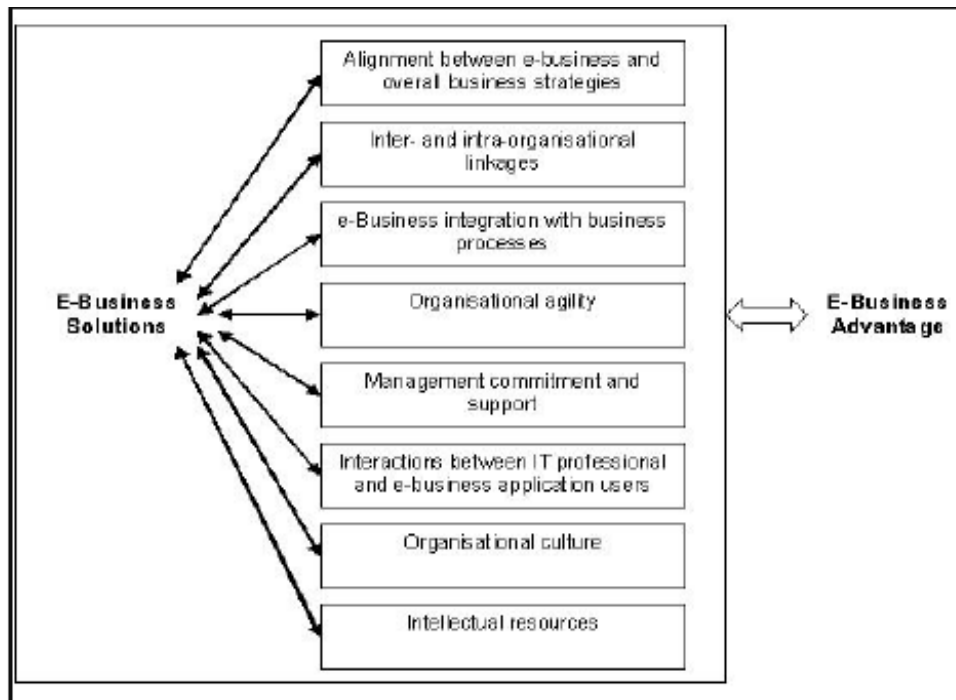 Alignment between e-business and
overall business strategies
Inter- and intra-organisational
linkages
e-Business integration with business
processes
E-Business
Solutions
Organisational agility
E-Business
Advantage
Management commitment and
support
Interactions between IT professional
and e-business application users
Organisational culture
Intellectual resources